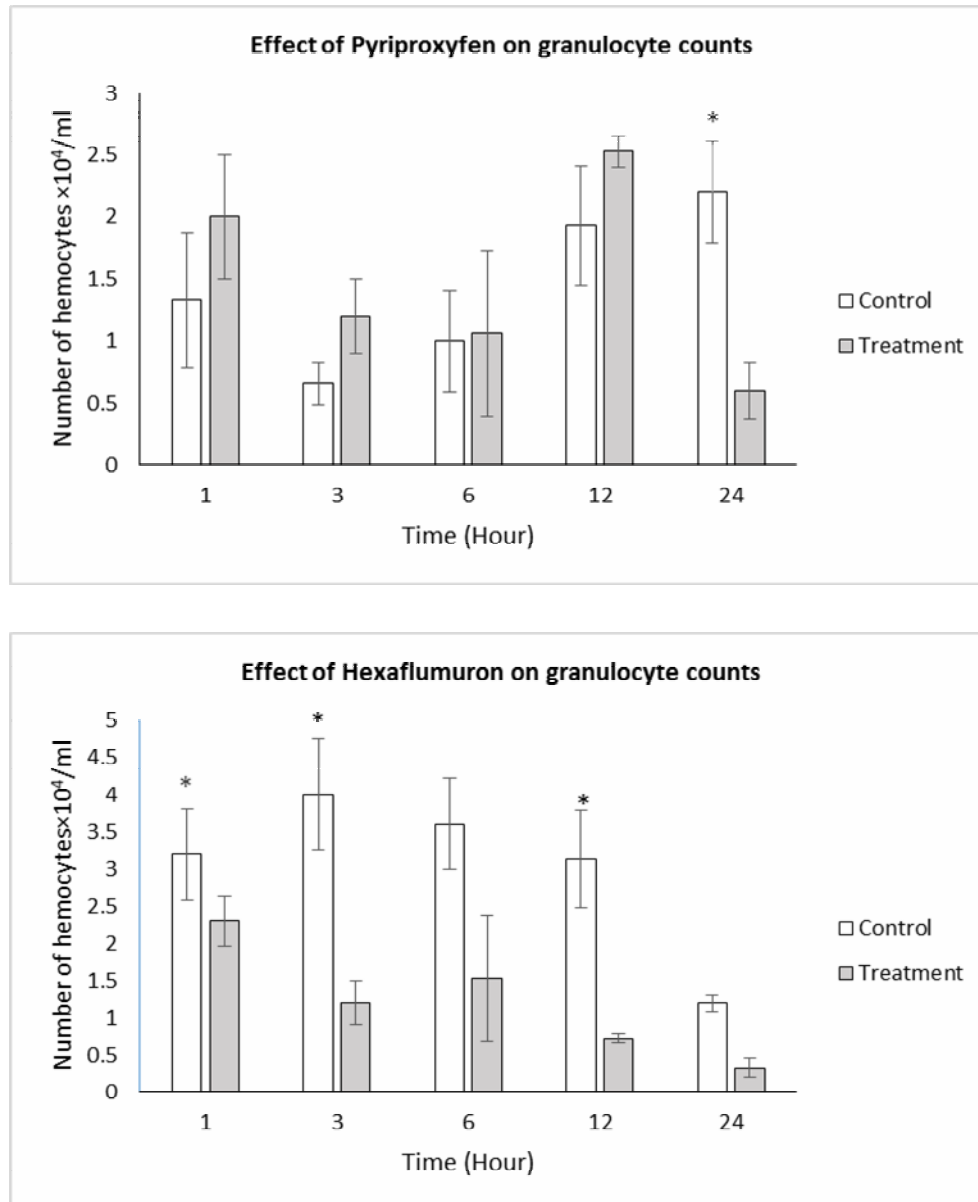 Effect of Pyriproxyfen on granulocyte counts
Number of hemocytes ×10⁴/ml
3
2.5
2
1.5
1
0.5
0
*
1 3 6 12 24
Time (Hour)
Control
Treatment
Effect of Hexaflumuron on granulocyte counts
Number of hemocytes×10⁴/ml
5
4.5
4
3.5
3
2.5
2
1.5
1
0.5
0
*
*
*
1 3 6 12 24
Time (Hour)
Control
Treatment